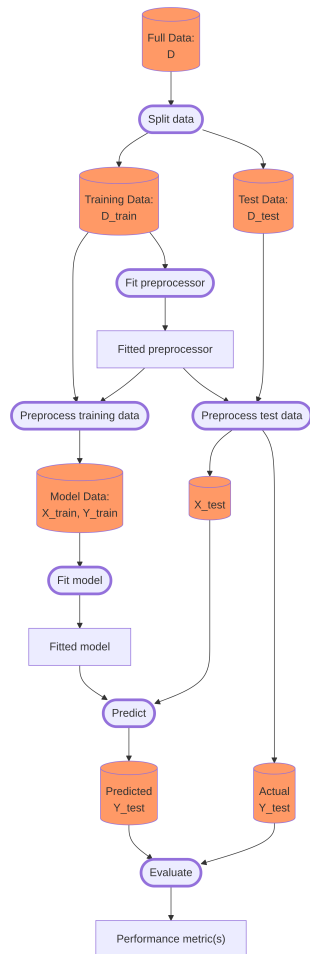 Full Data:
D
Split data
Training Data:
D_train
Test Data:
D_test
Fit preprocessor
Fitted preprocessor
Preprocess training data
Preprocess test data
Model Data:
X_train, Y_train
X_test
Fit model
Fitted model
Predict
Predicted
Y_test
Actual
Y_test
Evaluate
Performance metric(s)